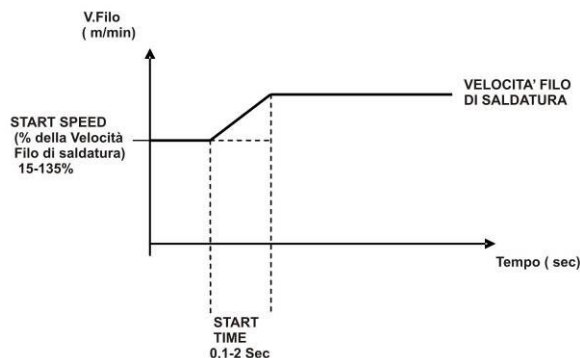 V.Filo
( m/min)
VELOCITA' FILO
DI SALDATURA
START SPEED
(% della Velocità
Filo di saldatura)
15-135%
Tempo ( sec)
START
TIME
0,1-2 Sec